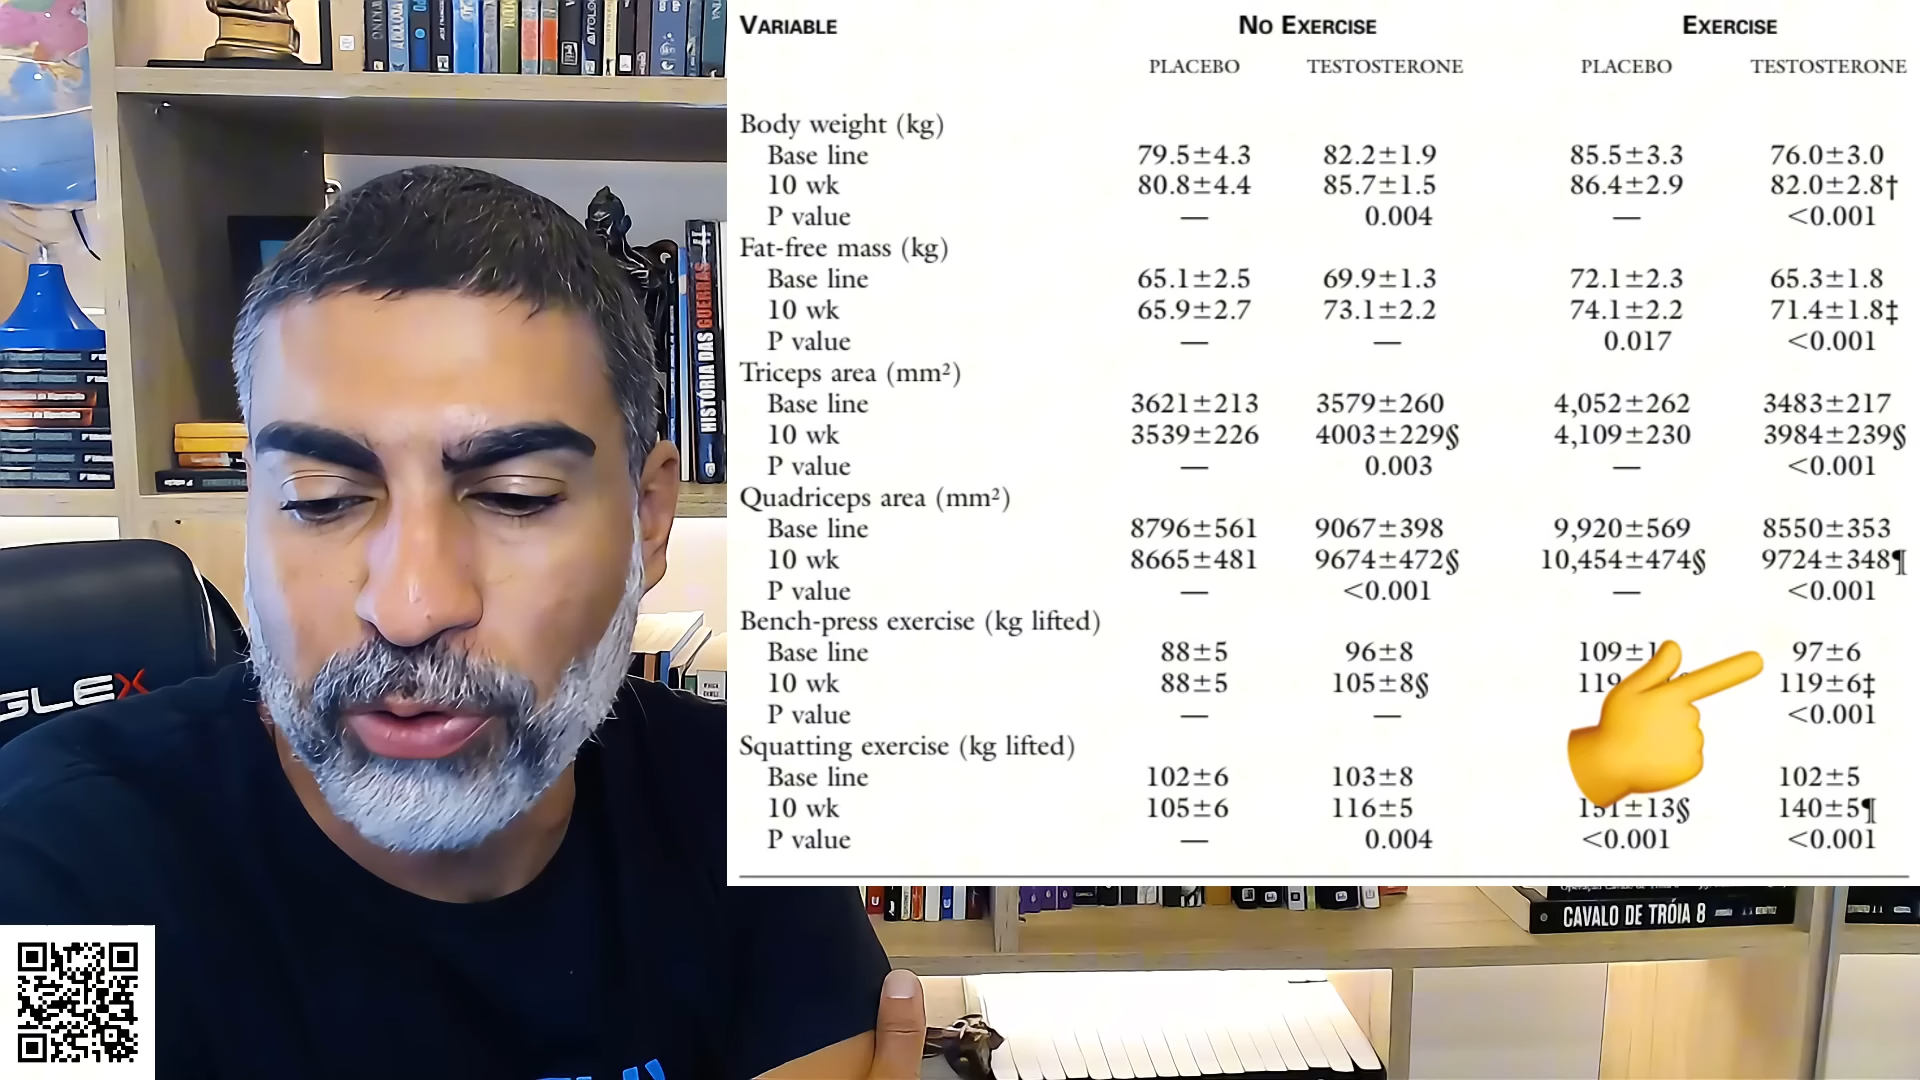 VARIABLE NO EXERCISE EXERCISE
PLACEBO TESTOSTERONE PLACEBO TESTOSTERONE
Body weight (kg)
Base line 79.5±4.3 82.2±1.9 85.5±3.3 76.0±3.0
10 wk 80.8±4.4 85.7±1.5 86.4±2.9 82.0±2.8†
P value — 0.004 — <0.001
Fat-free mass (kg)
Base line 65.1±2.5 69.9±1.3 72.1±2.3 65.3±1.8
10 wk 65.9±2.7 73.1±2.2 74.1±2.2 71.4±1.8‡
P value — — 0.017 <0.001
Triceps area (mm²)
Base line 3621±213 3579±260 4,052±262 3483±217
10 wk 3539±226 4003±229§ 4,109±230 3984±239§
P value — 0.003 — <0.001
Quadriceps area (mm²)
Base line 8796±561 9067±398 9,920±569 8550±353
10 wk 8665±481 9674±472§ 10,454±474§ 9724±348¶
P value — <0.001 — <0.001
Bench-press exercise (kg lifted)
Base line 88±5 96±8 109± 97±6
10 wk 88±5 105±8§ 119 119±6‡
P value — — <0.001
Squatting exercise (kg lifted)
Base line 102±6 103±8 102±5
10 wk 105±6 116±5 151±13§ 140±5¶
P value — 0.004 <0.001 <0.001
HISTÓRIA DAS GUERRAS
GLEX
CAVALO DE TRÓIA 8